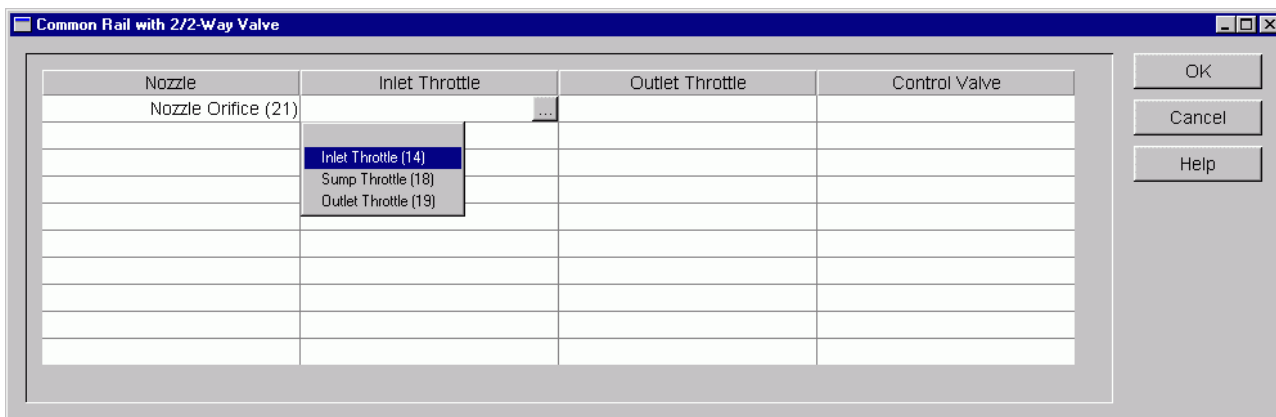 Common Rail with 2/2-Way Valve
Nozzle Inlet Throttle Outlet Throttle Control Valve
Nozzle Orifice (21) ...
Inlet Throttle (14)
Sump Throttle (18)
Outlet Throttle (19)
OK
Cancel
Help